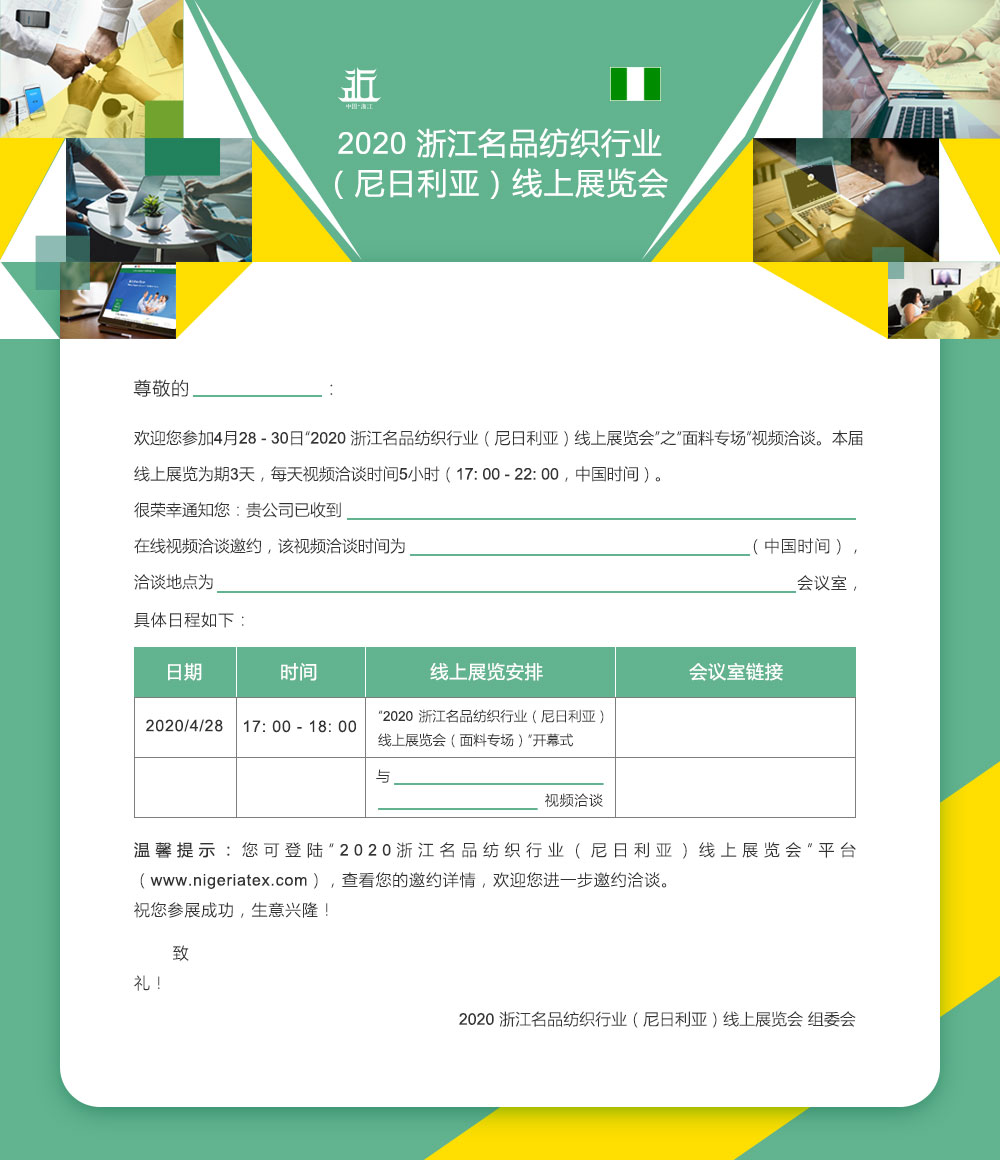 浙
中国·浙江
2020 浙江名品纺织行业
（尼日利亚）线上展览会
尊敬的 ：
欢迎您参加4月28 - 30日“2020 浙江名品纺织行业（尼日利亚）线上展览会”之“面料专场”视频洽谈。本届
线上展览为期3天，每天视频洽谈时间5小时（17: 00 - 22: 00，中国时间）。
很荣幸通知您：贵公司已收到
在线视频洽谈邀约，该视频洽谈时间为 （中国时间），
洽谈地点为 会议室，
具体日程如下：
日期 时间 线上展览安排 会议室链接
2020/4/28 17: 00 - 18: 00 “2020 浙江名品纺织行业（尼日利亚）
线上展览会（面料专场）”开幕式
与
视频洽谈
温馨提示：您可登陆“2020浙江名品纺织行业（尼日利亚）线上展览会”平台
（www.nigeriatex.com），查看您的邀约详情，欢迎您进一步邀约洽谈。
祝您参展成功，生意兴隆！
致
礼！
2020 浙江名品纺织行业（尼日利亚）线上展览会 组委会